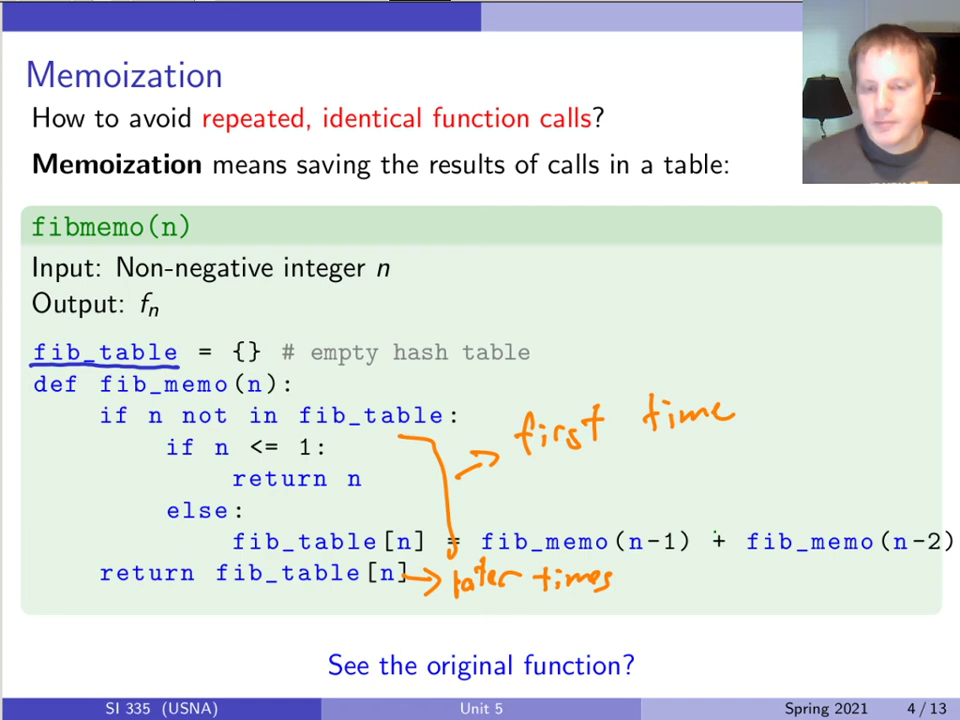 Memoization
How to avoid repeated, identical function calls?
Memoization means saving the results of calls in a table:
fibmemo(n)
Input: Non-negative integer n
Output: fn
fib_table = {} # empty hash table
def fib_memo(n):
if n not in fib_table:
first time
if n <= 1:
return n
else:
fib_table[n] = fib_memo(n-1) + fib_memo(n-2)
return fib_table[n]
later times
See the original function?
SI 335 (USNA) Unit 5 Spring 2021 4 / 13